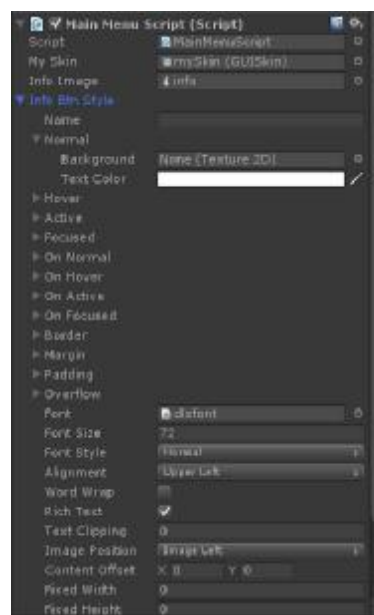 Main Menu Script (Script)
Script MainMenuScript
My Skin mySkin (GUISkin)
Info Image info
Info Btn Style
Name
Normal
Background None (Texture 2D)
Text Color
Hover
Active
Focused
On Normal
On Hover
On Active
On Focused
Border
Margin
Padding
Overflow
Font
Font Size 72
Font Style Normal
Alignment Upper Left
Word Wrap
Rich Text
Text Clipping 0
Image Position Image Left
Content Offset X 0 Y 0
Fixed Width 0
Fixed Height 0